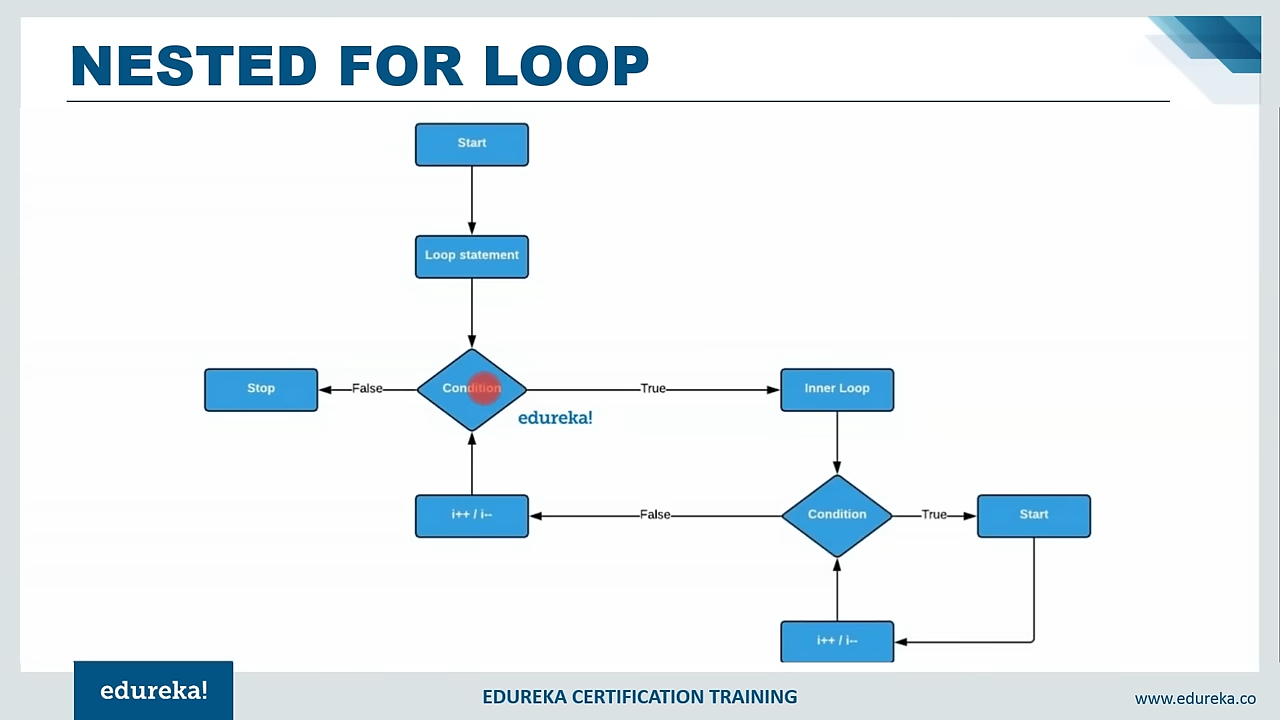 NESTED FOR LOOP
Start
Loop statement
Stop
False
Condition
True
Inner Loop
edureka!
i++ / i--
False
Condition
True
Start
i++ / i--
edureka!
EDUREKA CERTIFICATION TRAINING
www.edureka.co